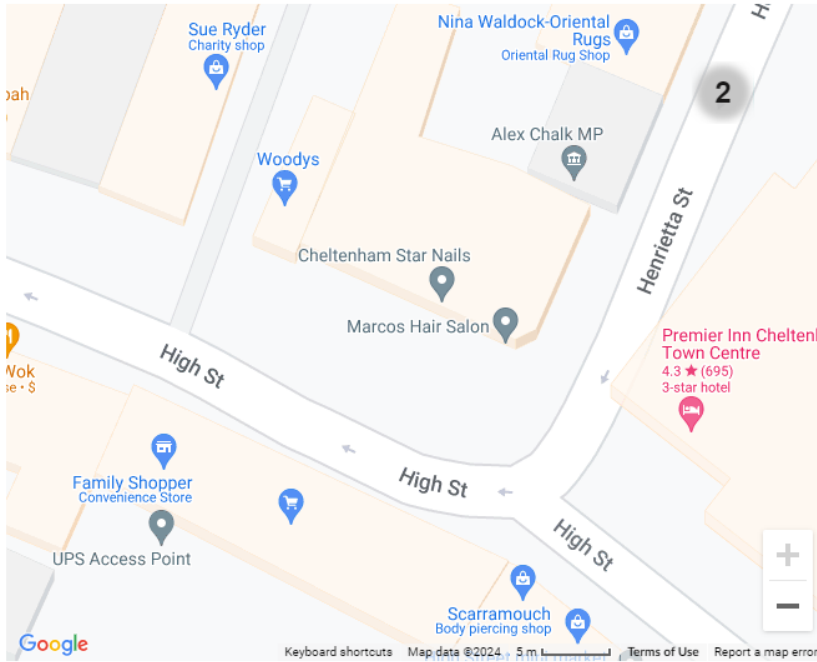 Sue Ryder
Charity shop
Nina Waldock-Oriental
Rugs
Oriental Rug Shop
H
2
Alex Chalk MP
Woodys
Henrietta St
Cheltenham Star Nails
Marcos Hair Salon
Premier Inn Chelten
Town Centre
4.3 ★ (695)
3-star hotel
High St
Wok
se • $
High St
Family Shopper
Convenience Store
High St
UPS Access Point
Scarramouch
Body piercing shop
Google
Keyboard shortcuts
Map data ©2024
5 m
Terms of Use
Report a map error